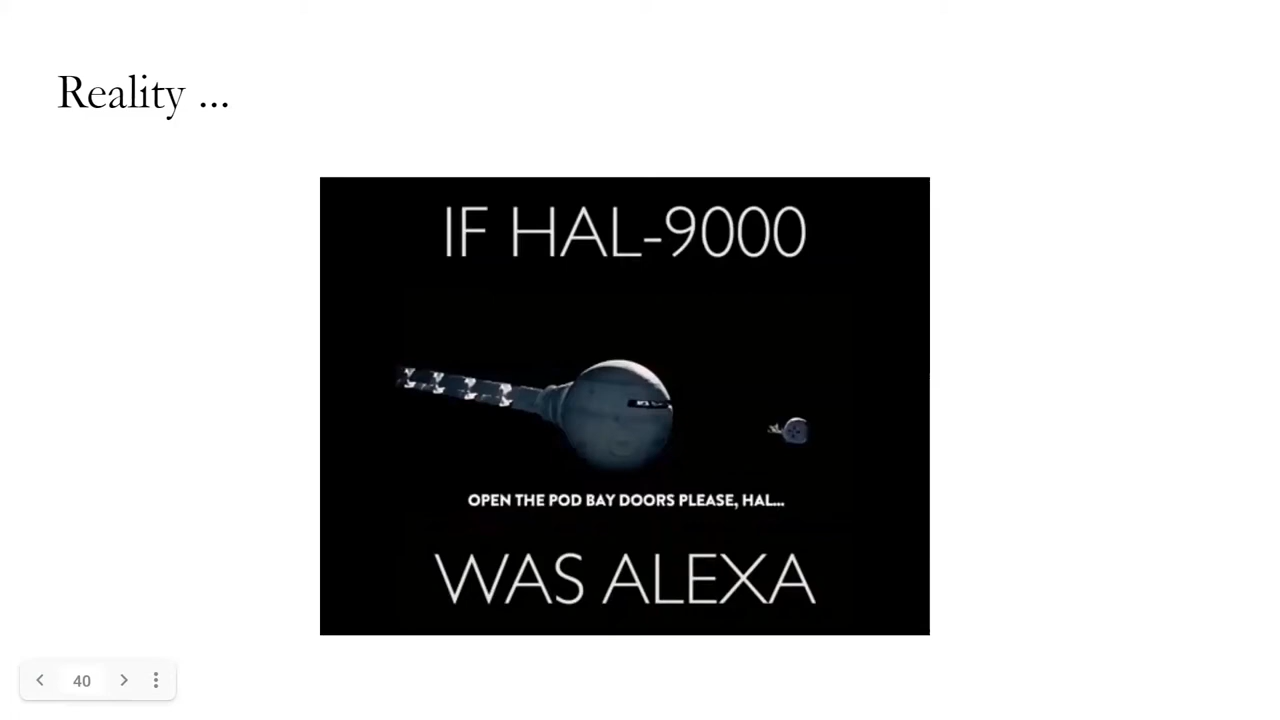 Reality ...
IF HAL-9000
OPEN THE POD BAY DOORS PLEASE, HAL...
WAS ALEXA
40